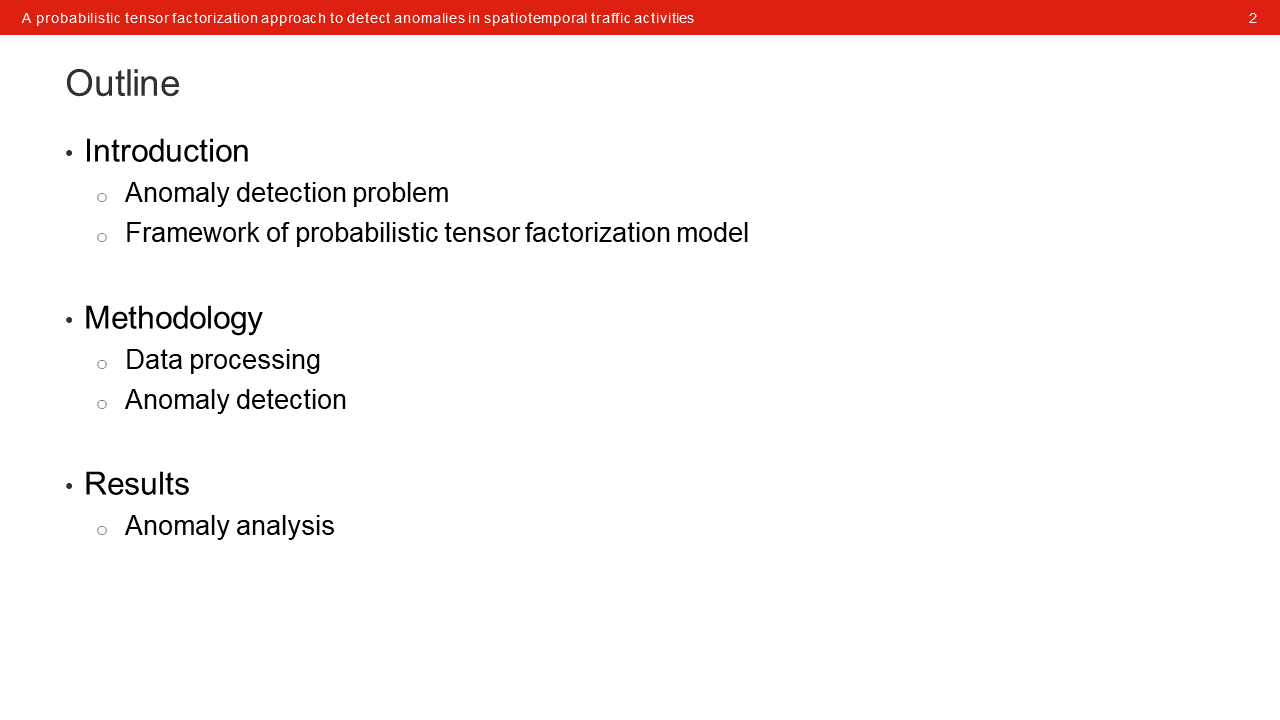 A probabilistic tensor factorization approach to detect anomalies in spatiotemporal traffic activities 2
Outline
• Introduction
o Anomaly detection problem
o Framework of probabilistic tensor factorization model
• Methodology
o Data processing
o Anomaly detection
• Results
o Anomaly analysis